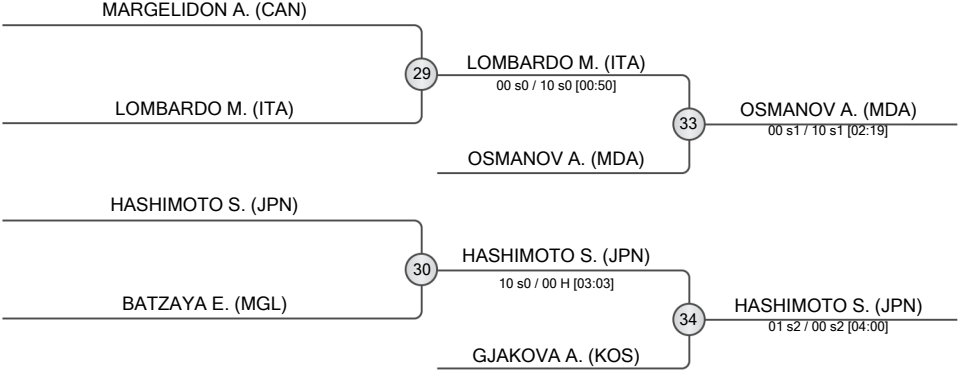 MARGELIDON A. (CAN)
29
LOMBARDO M. (ITA)
00 s0 / 10 s0 [00:50]
LOMBARDO M. (ITA)
33
OSMANOV A. (MDA)
00 s1 / 10 s1 [02:19]
OSMANOV A. (MDA)
HASHIMOTO S. (JPN)
30
HASHIMOTO S. (JPN)
10 s0 / 00 H [03:03]
BATZAYA E. (MGL)
34
HASHIMOTO S. (JPN)
01 s2 / 00 s2 [04:00]
GJAKOVA A. (KOS)